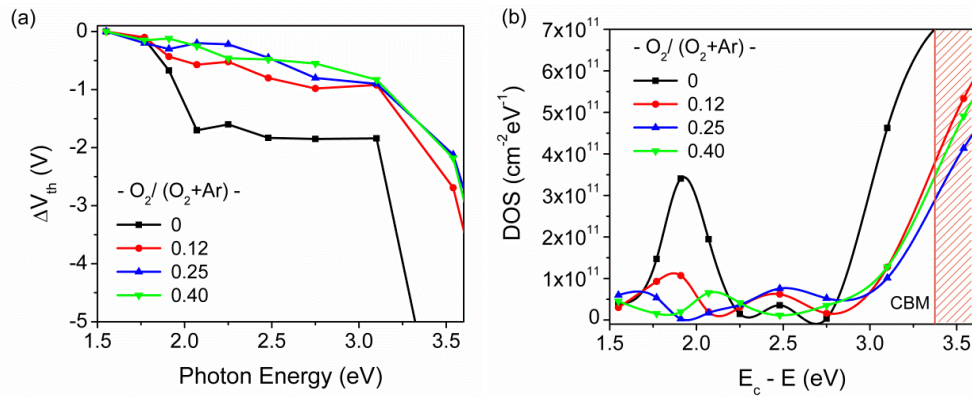 (a)
0
-1
-2
-3
-4
-5
ΔV_th (V)
- O₂/ (O₂+Ar) -
0
0.12
0.25
0.40
1.5 2.0 2.5 3.0 3.5
Photon Energy (eV)
(b)
7x10¹¹
6x10¹¹
5x10¹¹
4x10¹¹
3x10¹¹
2x10¹¹
1x10¹¹
0
DOS (cm⁻²eV⁻¹)
- O₂/ (O₂+Ar) -
0
0.12
0.25
0.40
CBM
1.5 2.0 2.5 3.0 3.5
E_c - E (eV)